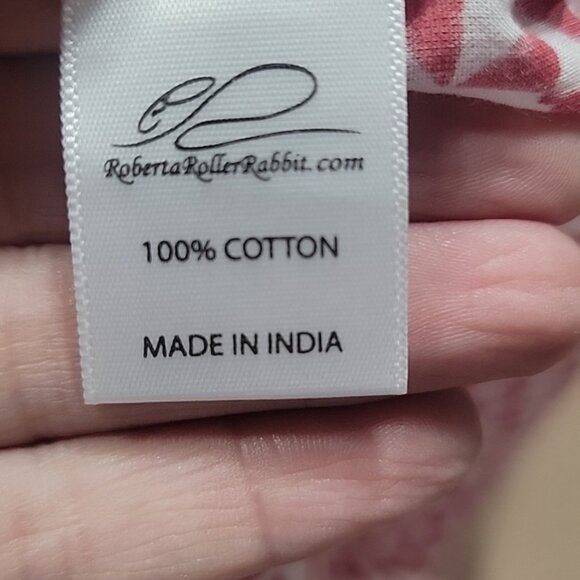 RobertaRollerRabbit.com
100% COTTON
MADE IN INDIA